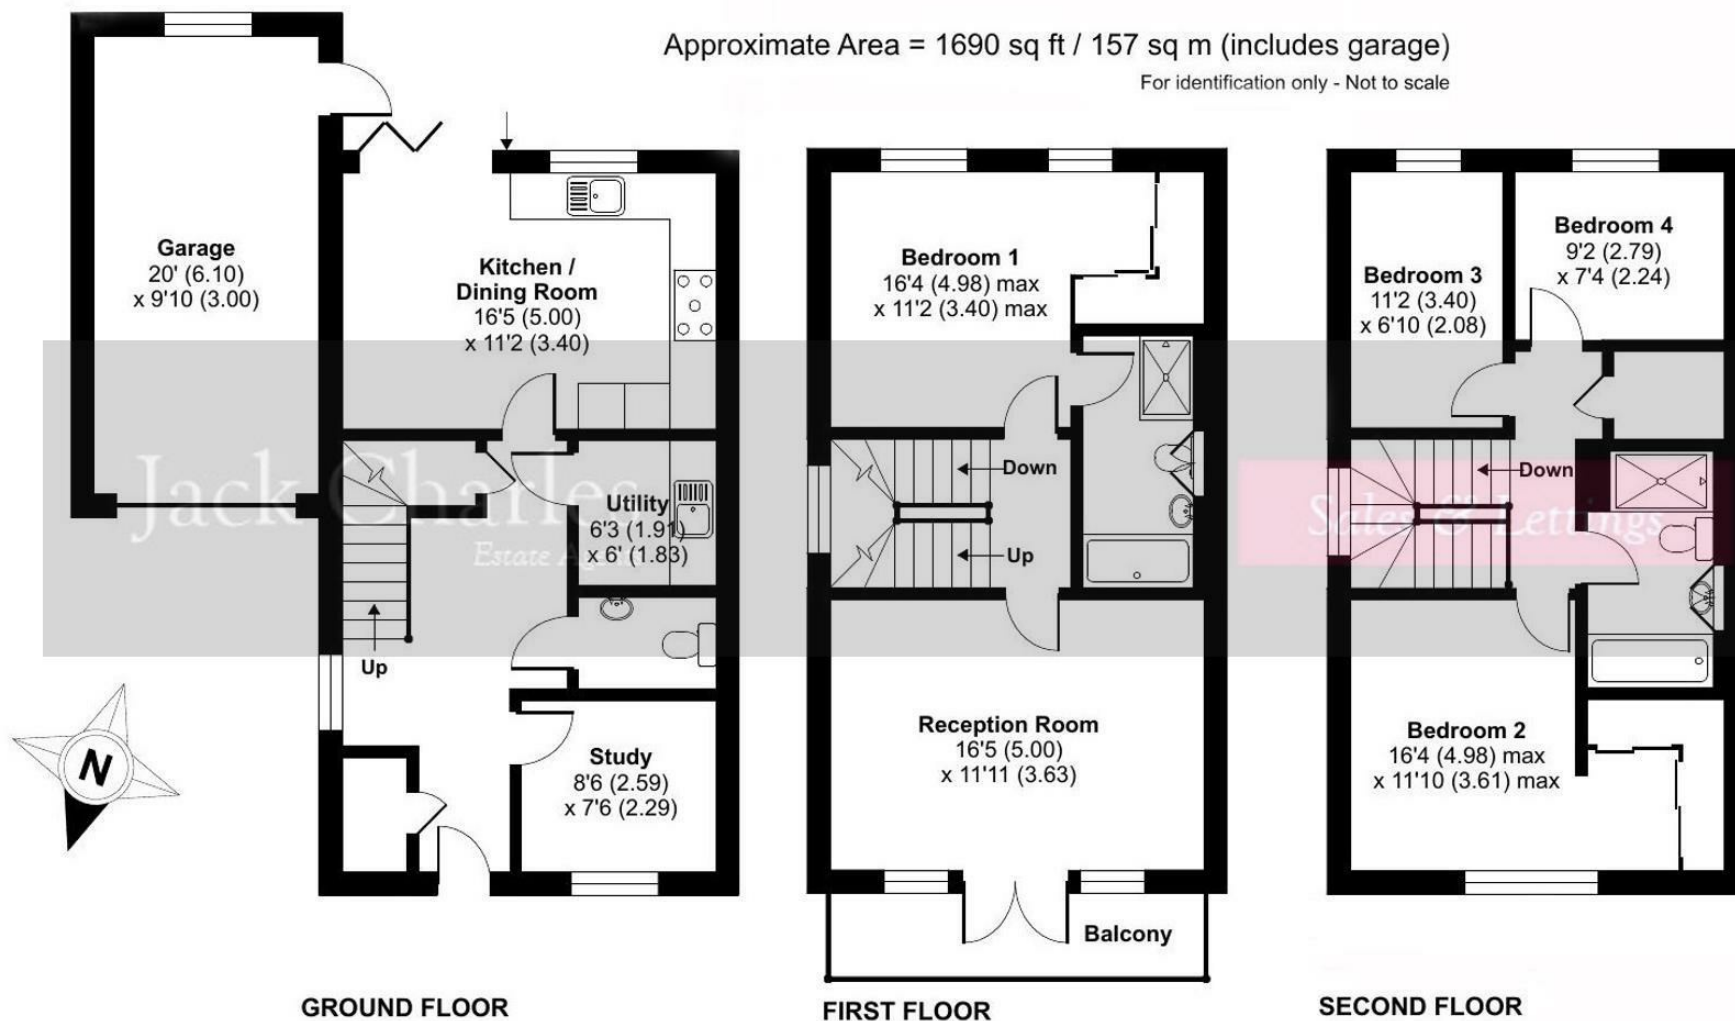 Approximate Area = 1690 sq ft / 157 sq m (includes garage)
For identification only - Not to scale
Garage
20' (6.10)
x 9'10 (3.00)
Kitchen /
Dining Room
16'5 (5.00)
x 11'2 (3.40)
Utility
6'3 (1.91)
x 6' (1.83)
Up
Study
8'6 (2.59)
x 7'6 (2.29)
N
GROUND FLOOR
Bedroom 1
16'4 (4.98) max
x 11'2 (3.40) max
Down
Up
Reception Room
16'5 (5.00)
x 11'11 (3.63)
Balcony
FIRST FLOOR
Bedroom 3
11'2 (3.40)
x 6'10 (2.08)
Bedroom 4
9'2 (2.79)
x 7'4 (2.24)
Down
Bedroom 2
16'4 (4.98) max
x 11'10 (3.61) max
SECOND FLOOR
Jack Charles
Estate
Sales & Lettings